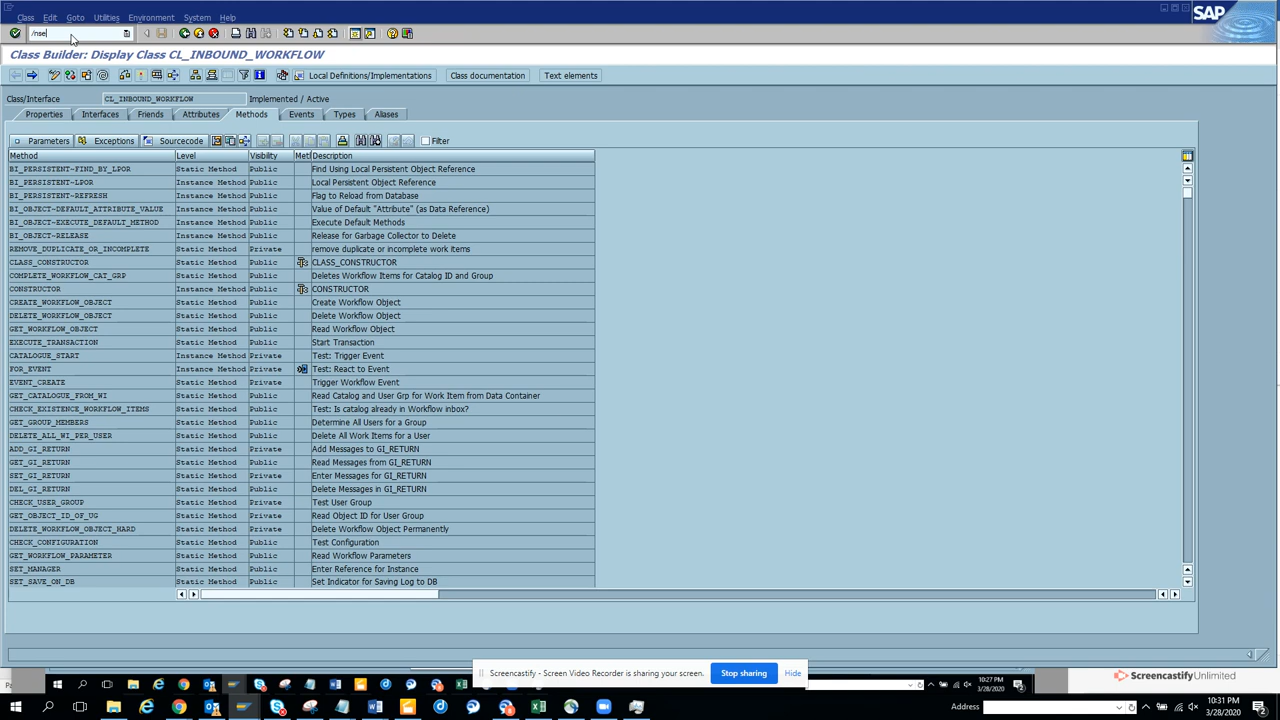 Class Edit Goto Utilities Environment System Help
SAP
/nse
Class Builder: Display Class CL_INBOUND_WORKFLOW
Local Definitions/Implementations Class documentation Text elements
Class/Interface CL_INBOUND_WORKFLOW Implemented / Active
Properties Interfaces Friends Attributes Methods Events Types Aliases
Parameters Exceptions Sourcecode Filter
Method Level Visibility Met Description
BI_PERSISTENT~FIND_BY_LPOR Static Method Public Find Using Local Persistent Object Reference
BI_PERSISTENT~LPOR Instance Method Public Local Persistent Object Reference
BI_PERSISTENT~REFRESH Instance Method Public Flag to Reload from Database
BI_OBJECT~DEFAULT_ATTRIBUTE_VALUE Instance Method Public Value of Default "Attribute" (as Data Reference)
BI_OBJECT~EXECUTE_DEFAULT_METHOD Instance Method Public Execute Default Methods
BI_OBJECT~RELEASE Instance Method Public Release for Garbage Collector to Delete
REMOVE_DUPLICATE_OR_INCOMPLETE Static Method Private remove duplicate or incomplete work items
CLASS_CONSTRUCTOR Static Method Public CLASS_CONSTRUCTOR
COMPLETE_WORKFLOW_CAT_GRP Static Method Public Deletes Workflow Items for Catalog ID and Group
CONSTRUCTOR Instance Method Public CONSTRUCTOR
CREATE_WORKFLOW_OBJECT Static Method Public Create Workflow Object
DELETE_WORKFLOW_OBJECT Static Method Public Delete Workflow Object
GET_WORKFLOW_OBJECT Static Method Public Read Workflow Object
EXECUTE_TRANSACTION Static Method Public Start Transaction
CATALOGUE_START Instance Method Private Test: Trigger Event
FOR_EVENT Instance Method Private Test: React to Event
EVENT_CREATE Static Method Private Trigger Workflow Event
GET_CATALOGUE_FROM_WI Static Method Public Read Catalog and User Grp for Work Item from Data Container
CHECK_EXISTENCE_WORKFLOW_ITEMS Static Method Public Test: Is catalog already in Workflow inbox?
GET_GROUP_MEMBERS Static Method Public Determine All Users for a Group
DELETE_ALL_WI_PER_USER Static Method Public Delete All Work Items for a User
ADD_GI_RETURN Static Method Private Add Messages to GI_RETURN
GET_GI_RETURN Static Method Public Read Messages from GI_RETURN
SET_GI_RETURN Static Method Private Enter Messages for GI_RETURN
DEL_GI_RETURN Static Method Public Delete Messages in GI_RETURN
CHECK_USER_GROUP Static Method Private Test User Group
GET_OBJECT_ID_OF_UG Static Method Private Read Object ID for User Group
DELETE_WORKFLOW_OBJECT_HARD Static Method Private Delete Workflow Object Permanently
CHECK_CONFIGURATION Static Method Public Test Configuration
GET_WORKFLOW_PARAMETER Static Method Public Read Workflow Parameters
SET_MANAGER Static Method Public Enter Reference for Instance
SET_SAVE_ON_DB Static Method Public Set Indicator for Saving Log to DB
Screencastify - Screen Video Recorder is sharing your screen. Stop sharing Hide
Screencastify Unlimited
10:27 PM
3/28/2020
Address
10:31 PM
3/28/2020